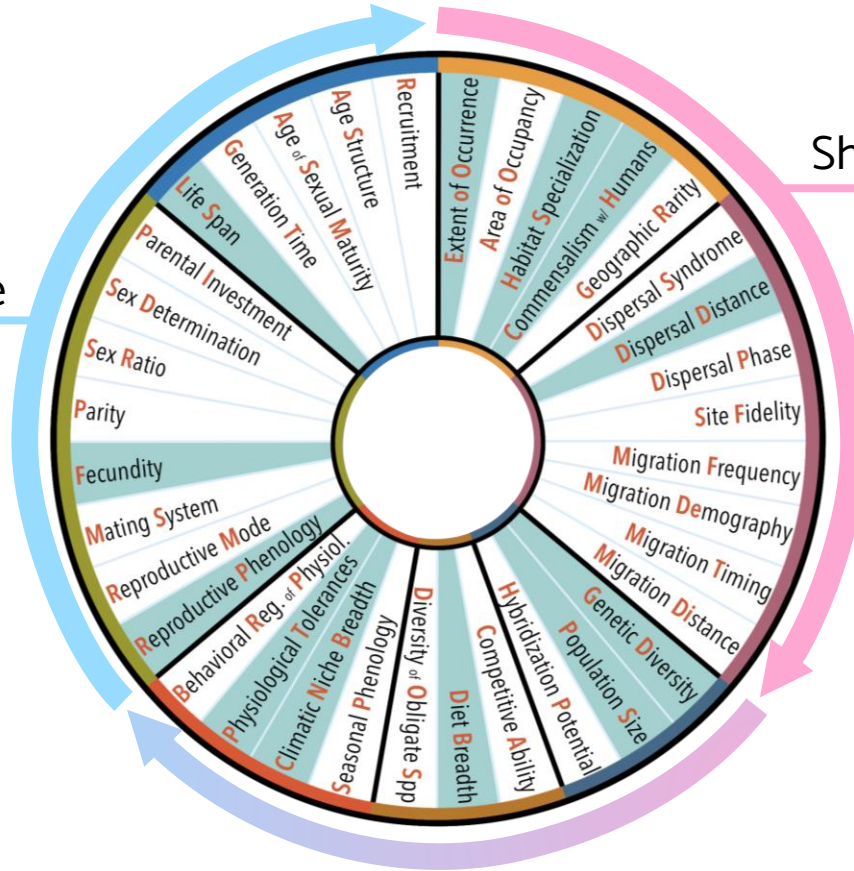 Extent of Occurrence
Area of Occupancy
Habitat Specialization
Commensalism w/ Humans
Geographic Rarity
Dispersal Syndrome
Dispersal Distance
Dispersal Phase
Site Fidelity
Migration Frequency
Migration Demography
Migration Timing
Migration Distance
Genetic Diversity
Population Size
Hybridization Potential
Competitive Ability
Diet Breadth
Diversity of Obligate Spp
Seasonal Phenology
Climatic Niche Breadth
Physiological Tolerances
Behavioral Reg. of Physiol.
Reproductive Phenology
Reproductive Mode
Mating System
Fecundity
Parity
Sex Ratio
Sex Determination
Parental Investment
Life Span
Generation Time
Age of Sexual Maturity
Age Structure
Recruitment
Sh
e